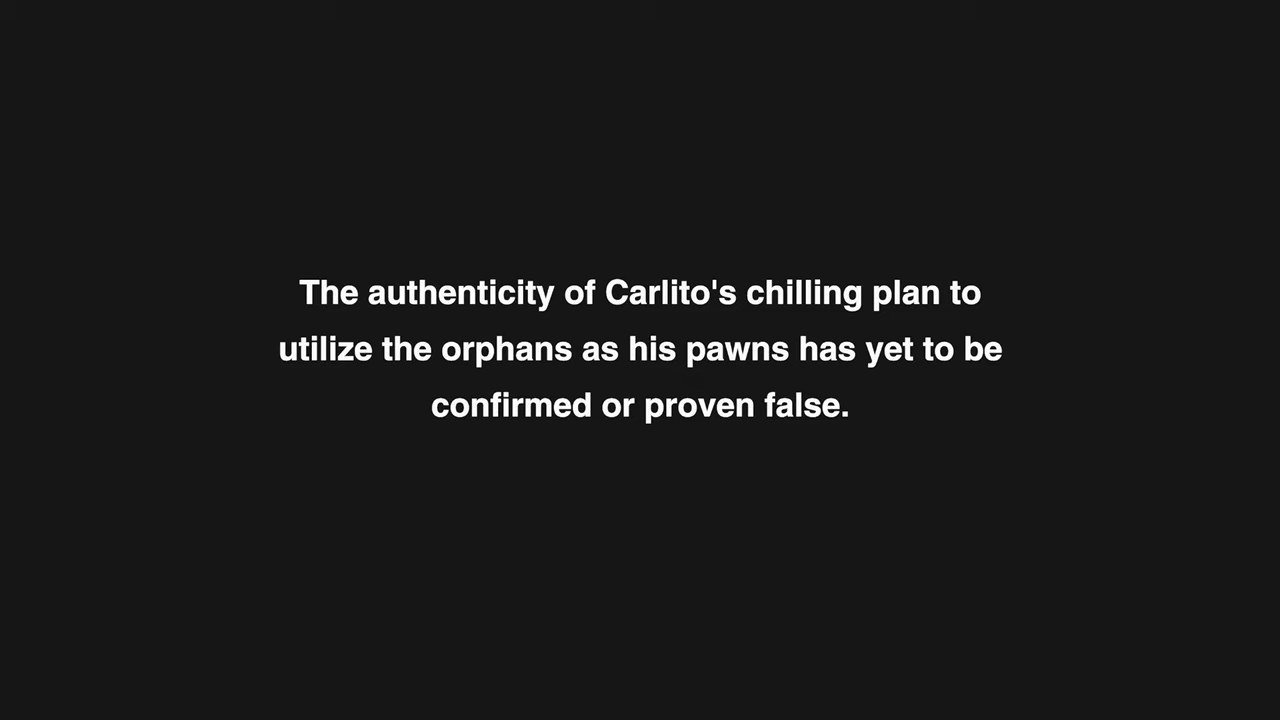 The authenticity of Carlito's chilling plan to
utilize the orphans as his pawns has yet to be
confirmed or proven false.